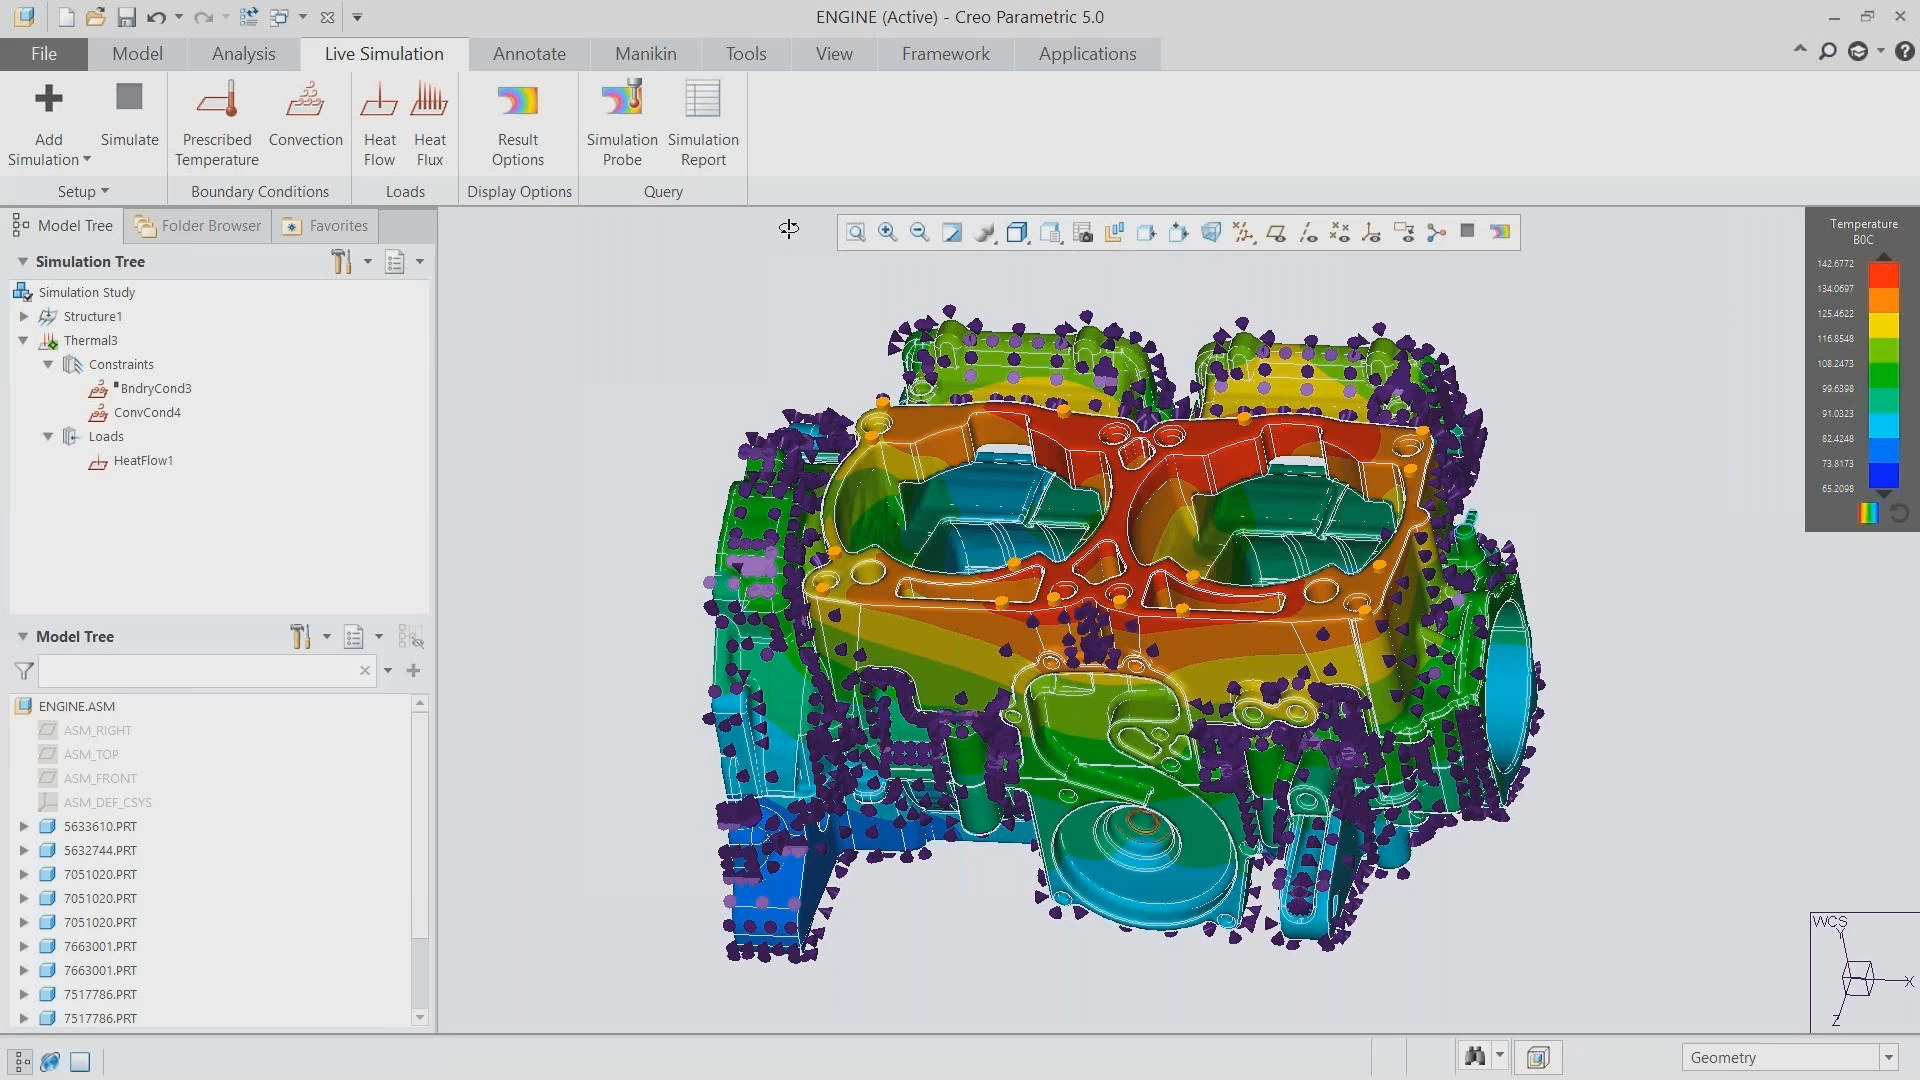 ENGINE (Active) - Creo Parametric 5.0
File
Model
Analysis
Live Simulation
Annotate
Manikin
Tools
View
Framework
Applications
Add
Simulation
Simulate
Prescribed
Temperature
Convection
Heat
Flow
Heat
Flux
Result
Options
Simulation
Probe
Simulation
Report
Setup
Boundary Conditions
Loads
Display Options
Query
Model Tree
Folder Browser
Favorites
Simulation Tree
Simulation Study
Structure1
Thermal3
Constraints
BndryCond3
ConvCond4
Loads
HeatFlow1
Model Tree
ENGINE.ASM
ASM_RIGHT
ASM_TOP
ASM_FRONT
ASM_DEF_CSYS
5633610.PRT
5632744.PRT
7051020.PRT
7051020.PRT
7051020.PRT
7663001.PRT
7663001.PRT
7517786.PRT
7517786.PRT
Temperature
B0C
142.6772
134.0697
125.4622
116.8548
108.2473
99.6398
91.0323
82.4248
73.8173
65.2098
WCS
Y
X
Z
Geometry